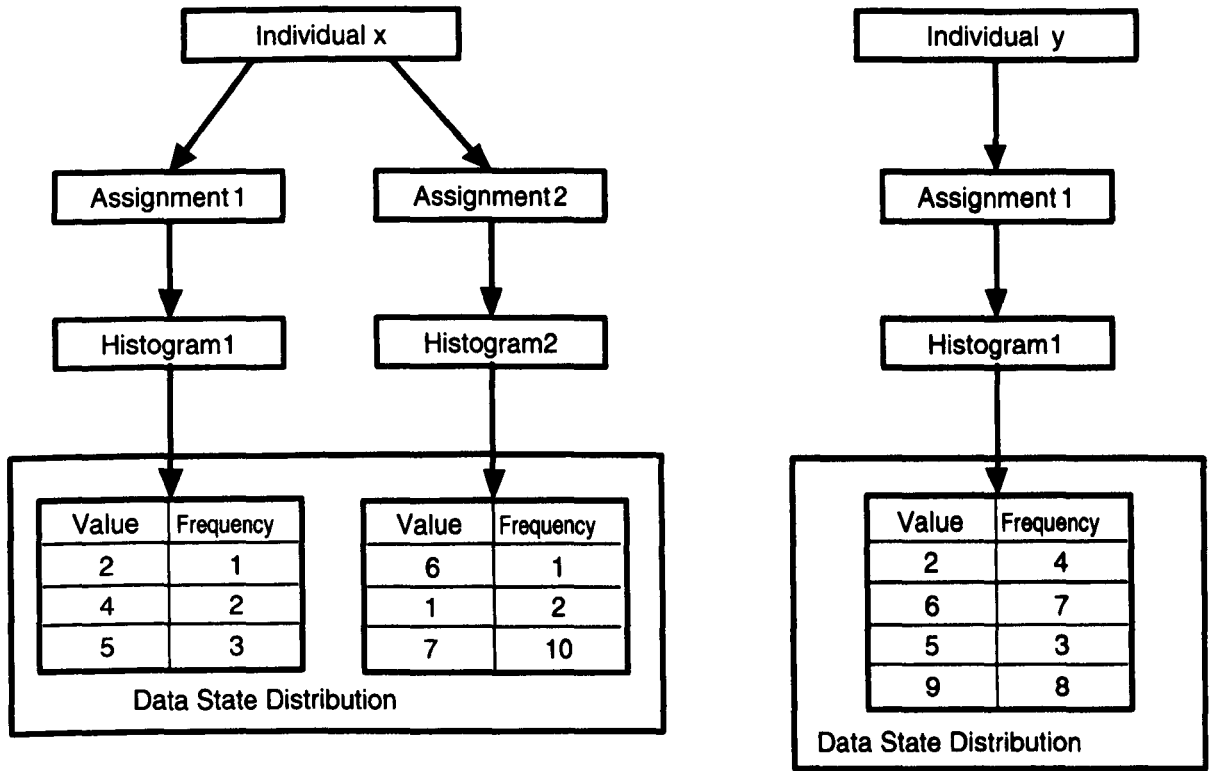 Individual x
Assignment 1
Assignment 2
Histogram1
Histogram2
Value Frequency
2 1
4 2
5 3
Value Frequency
6 1
1 2
7 10
Data State Distribution
Individual y
Assignment 1
Histogram1
Value Frequency
2 4
6 7
5 3
9 8
Data State Distribution